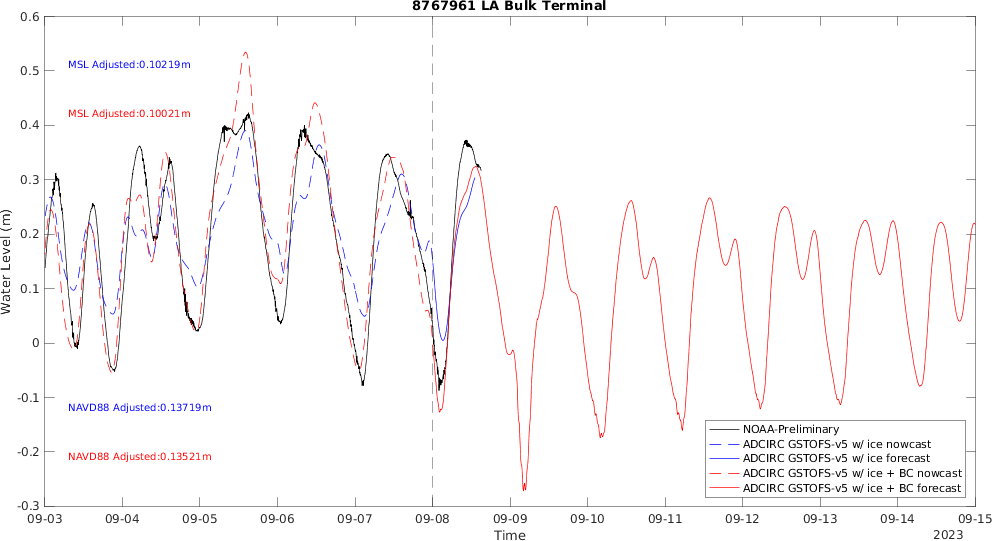 8767961 LA Bulk Terminal
0.6
0.5
0.4
0.3
0.2
0.1
0
-0.1
-0.2
-0.3
Water Level (m)
MSL Adjusted:0.10219m
MSL Adjusted:0.10021m
NAVD88 Adjusted:0.13719m
NAVD88 Adjusted:0.13521m
NOAA-Preliminary
ADCIRC GSTOFS-v5 w/ ice nowcast
ADCIRC GSTOFS-v5 w/ ice forecast
ADCIRC GSTOFS-v5 w/ ice + BC nowcast
ADCIRC GSTOFS-v5 w/ ice + BC forecast
09-03 09-04 09-05 09-06 09-07 09-08 09-09 09-10 09-11 09-12 09-13 09-14 09-15
Time
2023